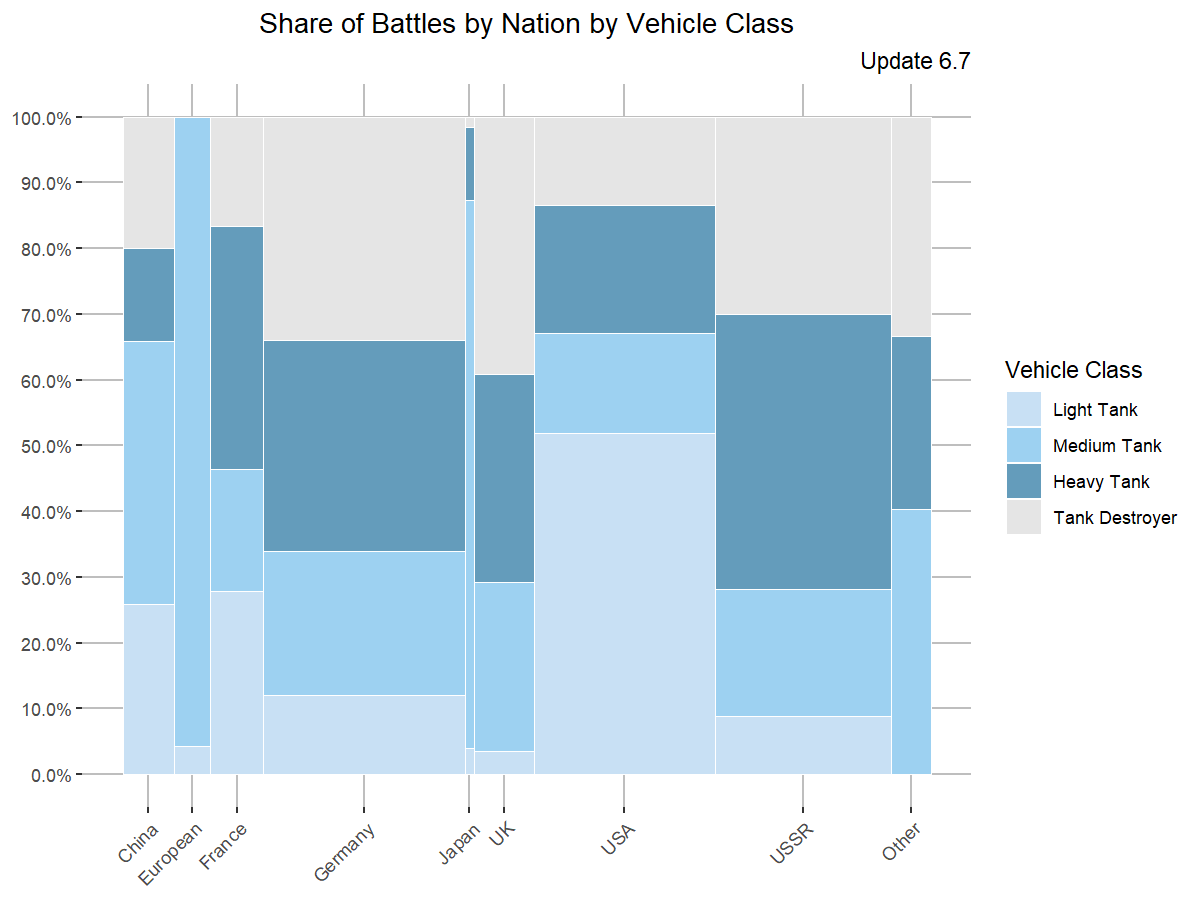 Share of Battles by Nation by Vehicle Class
Update 6.7
100.0%
90.0%
80.0%
70.0%
60.0%
50.0%
40.0%
30.0%
20.0%
10.0%
0.0%
China
European
France
Germany
Japan
UK
USA
USSR
Other
Vehicle Class
Light Tank
Medium Tank
Heavy Tank
Tank Destroyer